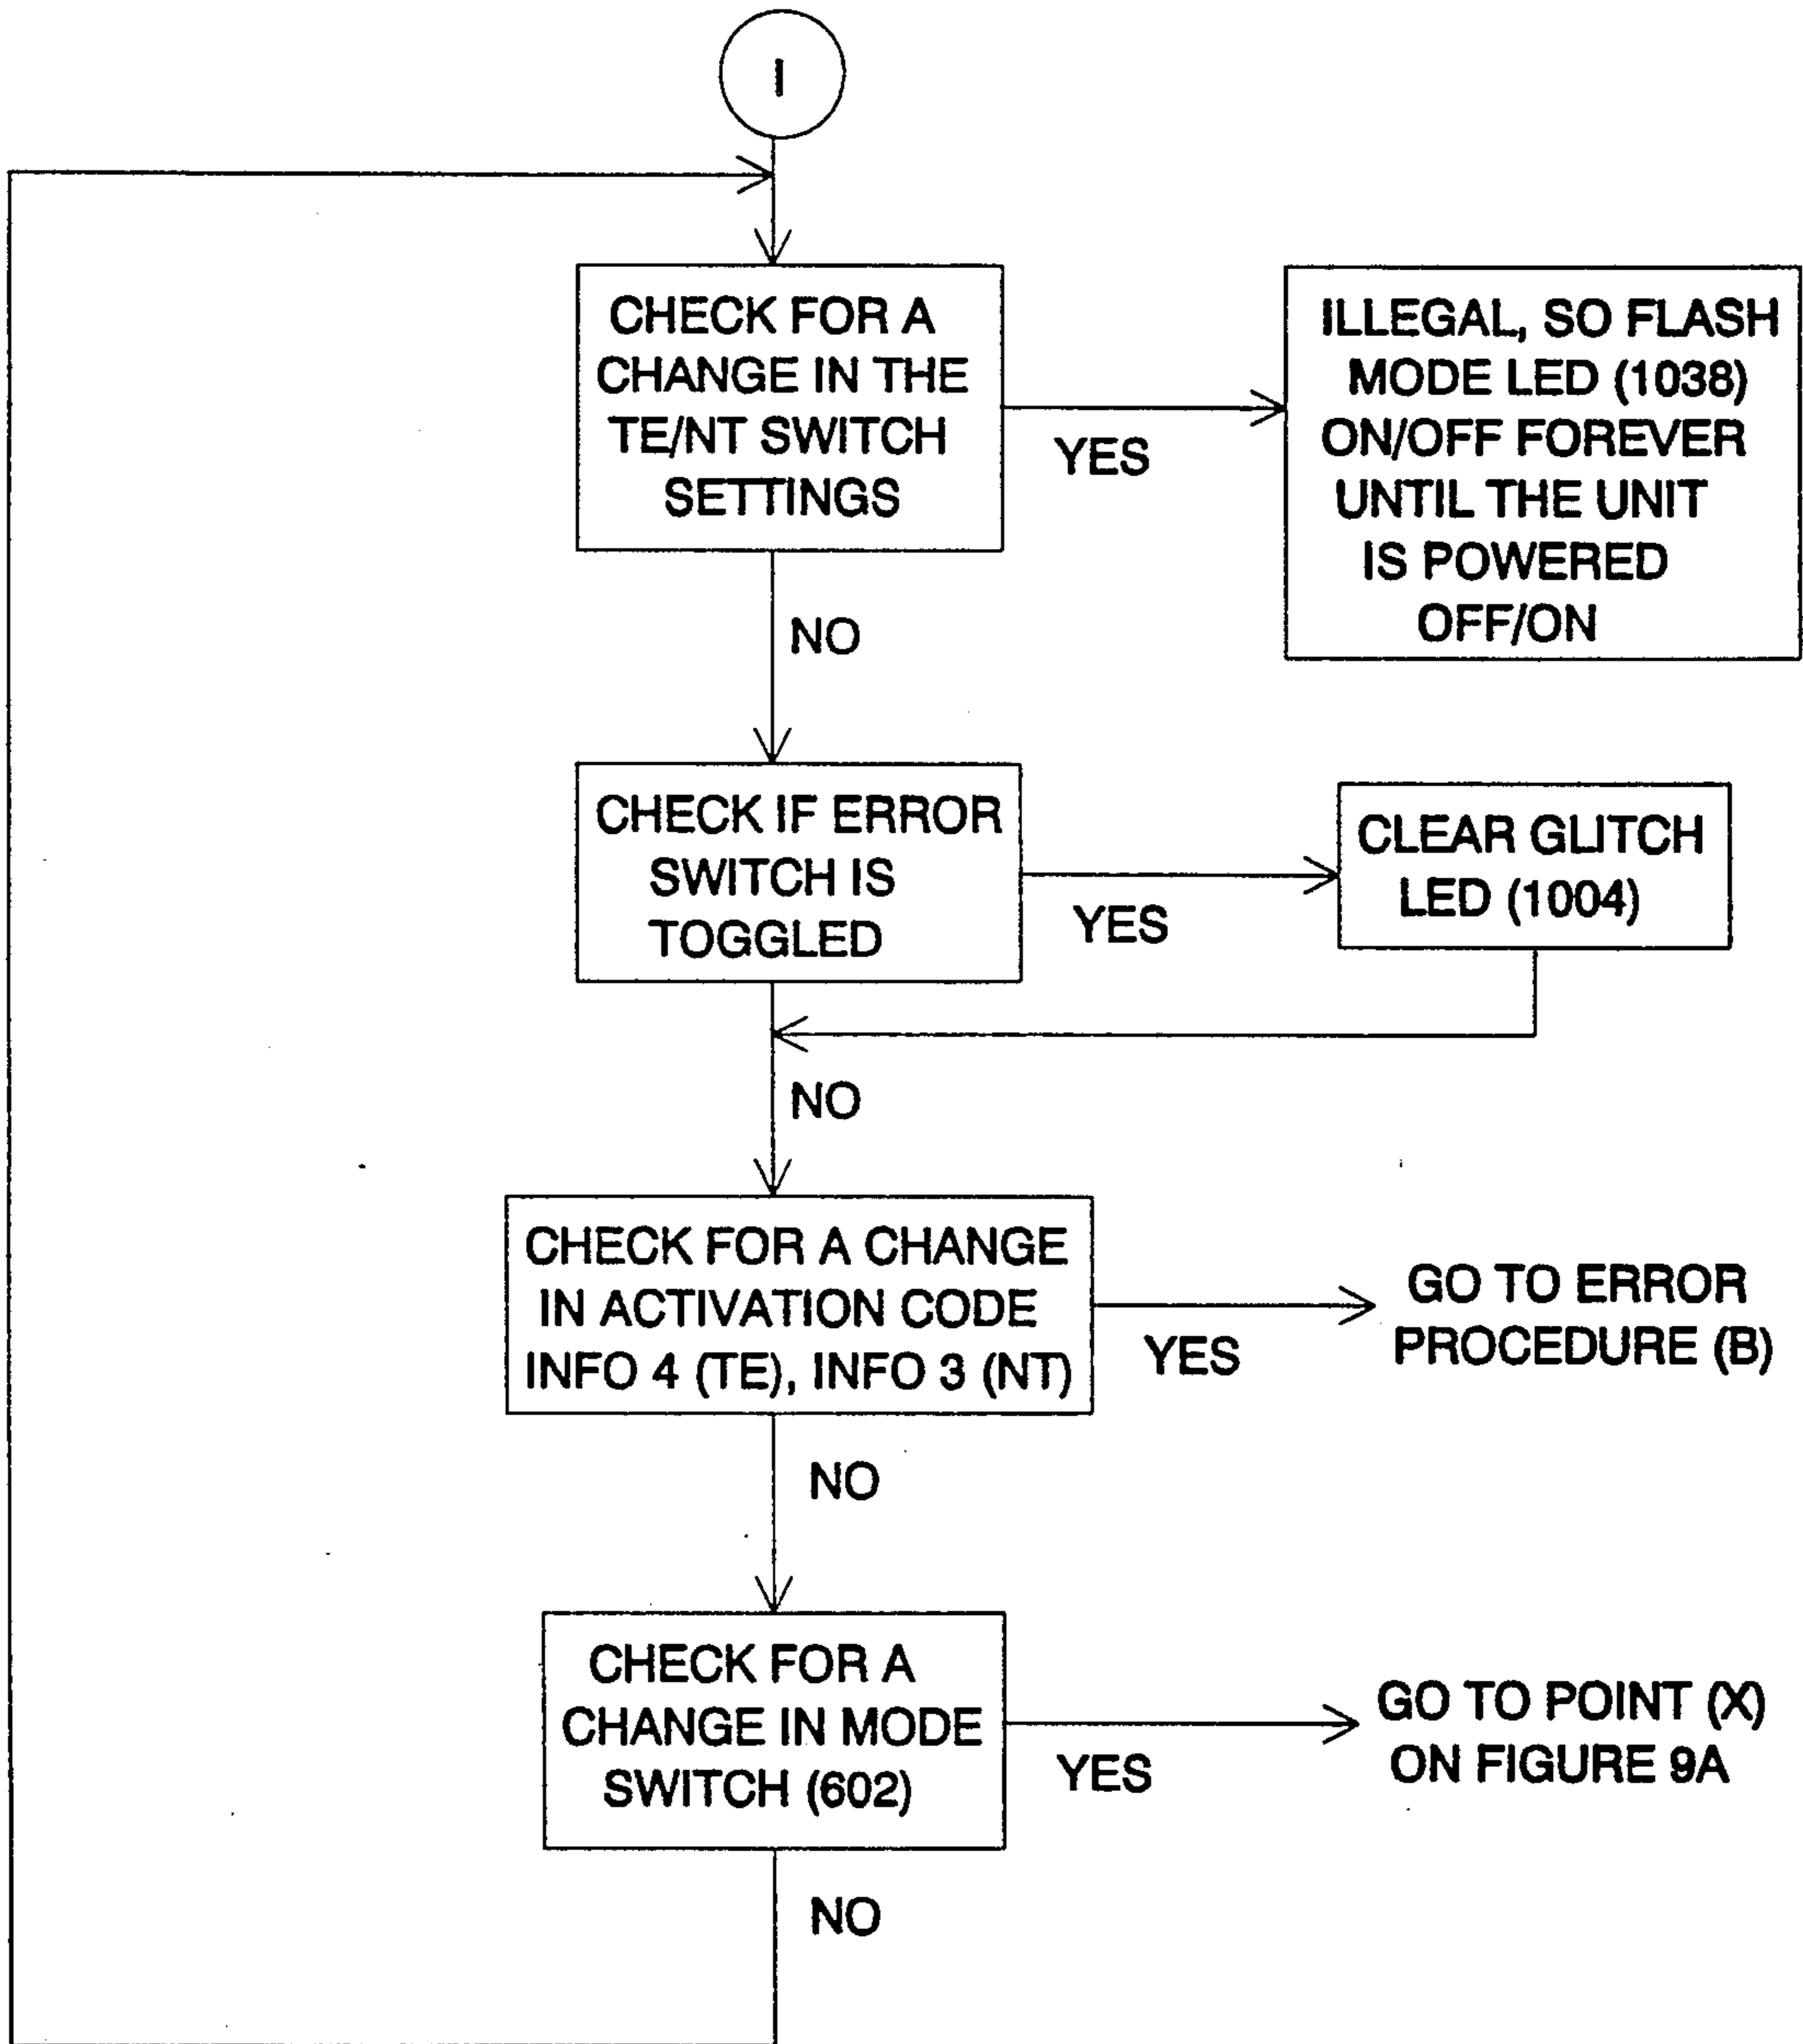 I
CHECK FOR A
CHANGE IN THE
TE/NT SWITCH
SETTINGS
YES
ILLEGAL, SO FLASH
MODE LED (1038)
ON/OFF FOREVER
UNTIL THE UNIT
IS POWERED
OFF/ON
NO
CHECK IF ERROR
SWITCH IS
TOGGLED
YES
CLEAR GLITCH
LED (1004)
NO
CHECK FOR A CHANGE
IN ACTIVATION CODE
INFO 4 (TE), INFO 3 (NT)
YES
GO TO ERROR
PROCEDURE (B)
NO
CHECK FOR A
CHANGE IN MODE
SWITCH (602)
YES
GO TO POINT (X)
ON FIGURE 9A
NO